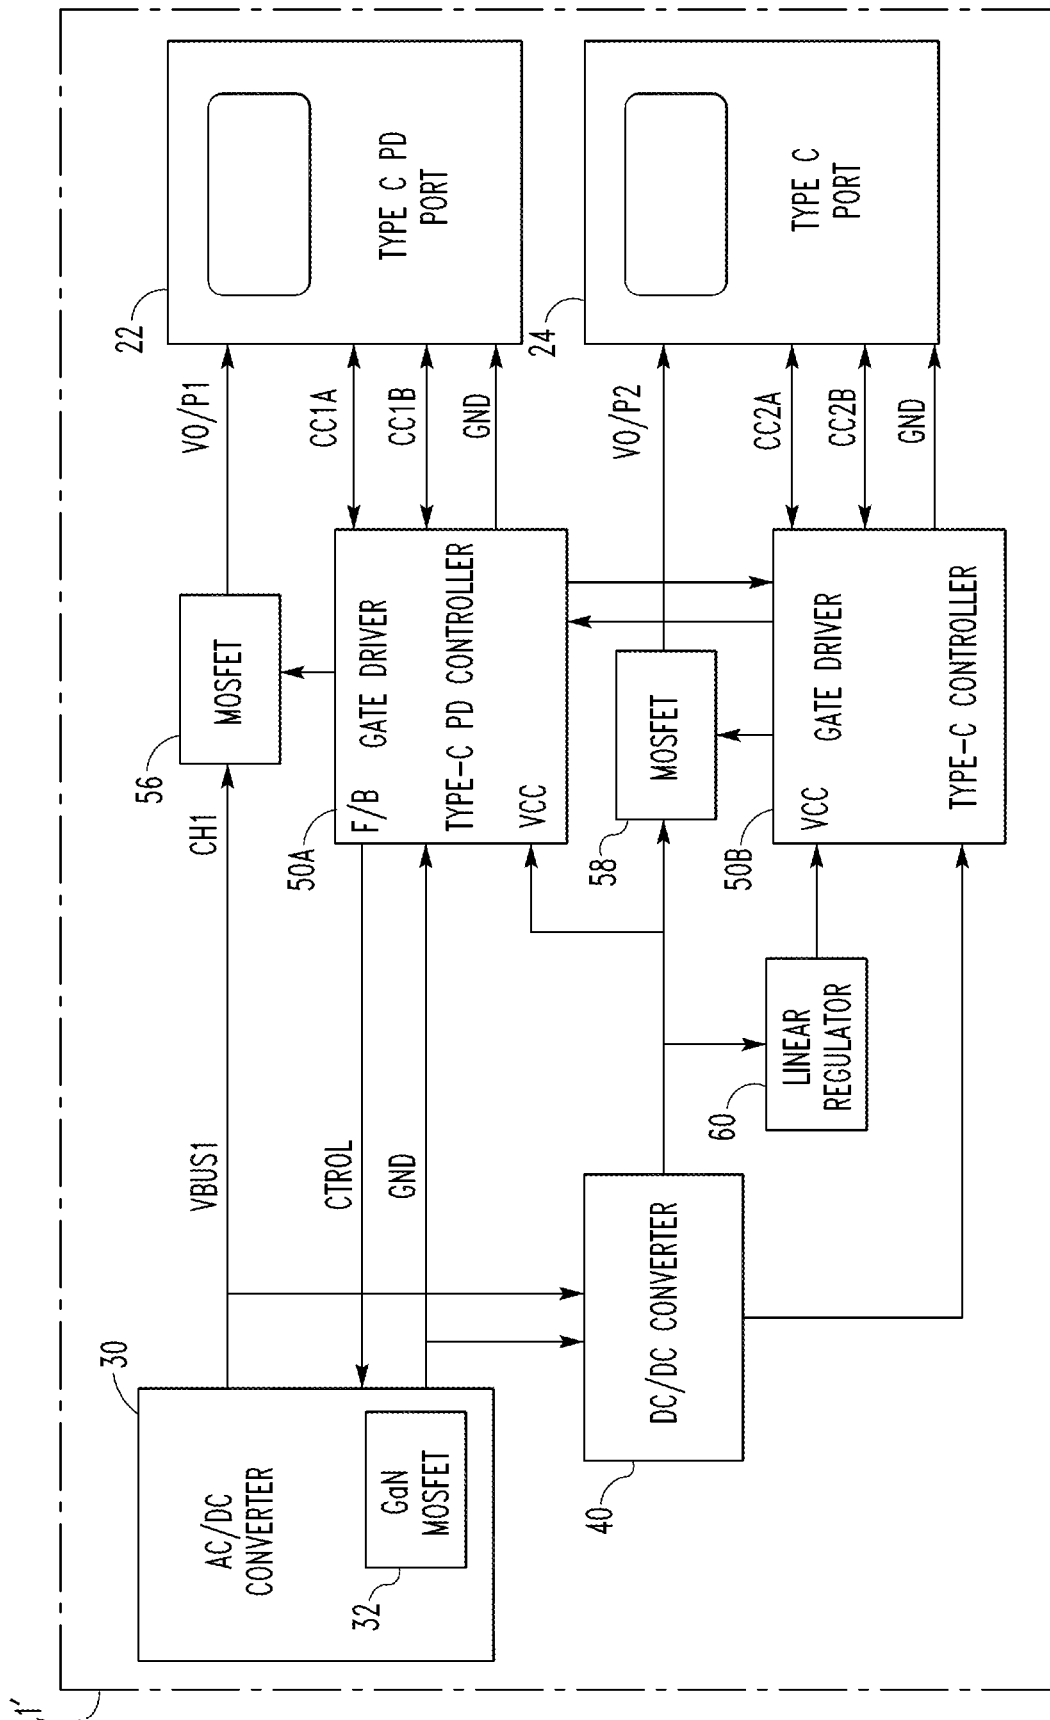 1'
30
AC/DC
CONVERTER
32
GaN
MOSFET
VBUS1
CH1
CTROL
GND
56
MOSFET
VO/P1
22
TYPE C PD
PORT
50A
F/B
GATE DRIVER
TYPE-C PD CONTROLLER
VCC
CC1A
CC1B
GND
40
DC/DC CONVERTER
58
MOSFET
VO/P2
24
TYPE C
PORT
60
LINEAR
REGULATOR
50B
VCC
GATE DRIVER
TYPE-C CONTROLLER
CC2A
CC2B
GND